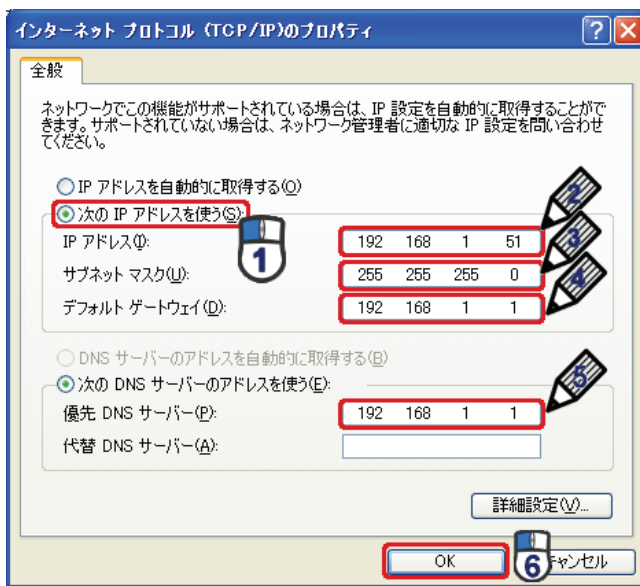 インターネット プロトコル (TCP/IP)のプロパティ
全般
ネットワークでこの機能がサポートされている場合は、IP 設定を自動的に取得することがで
きます。サポートされていない場合は、ネットワーク管理者に適切な IP 設定を問い合わせ
てください。
IP アドレスを自動的に取得する(O)
次の IP アドレスを使う(S):
1
IP アドレス(I):
192 168 1 51
2
サブネット マスク(U):
255 255 255 0
3
デフォルト ゲートウェイ(D):
192 168 1 1
4
DNS サーバーのアドレスを自動的に取得する(B)
次の DNS サーバーのアドレスを使う(E):
優先 DNS サーバー(P):
192 168 1 1
5
代替 DNS サーバー(A):
詳細設定(V)...
OK
6
ャンセル